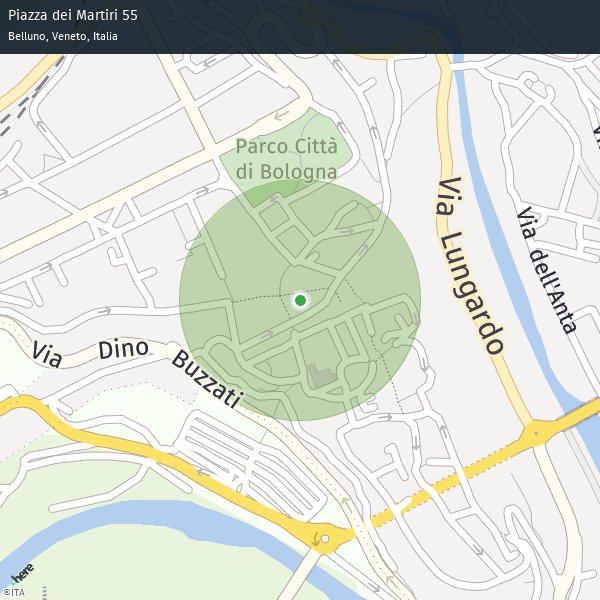 Piazza dei Martiri 55
Belluno, Veneto, Italia
Parco Città
di Bologna
Via Lungardo
Via dell'Anta
Via Dino Buzzati
here
©ITA